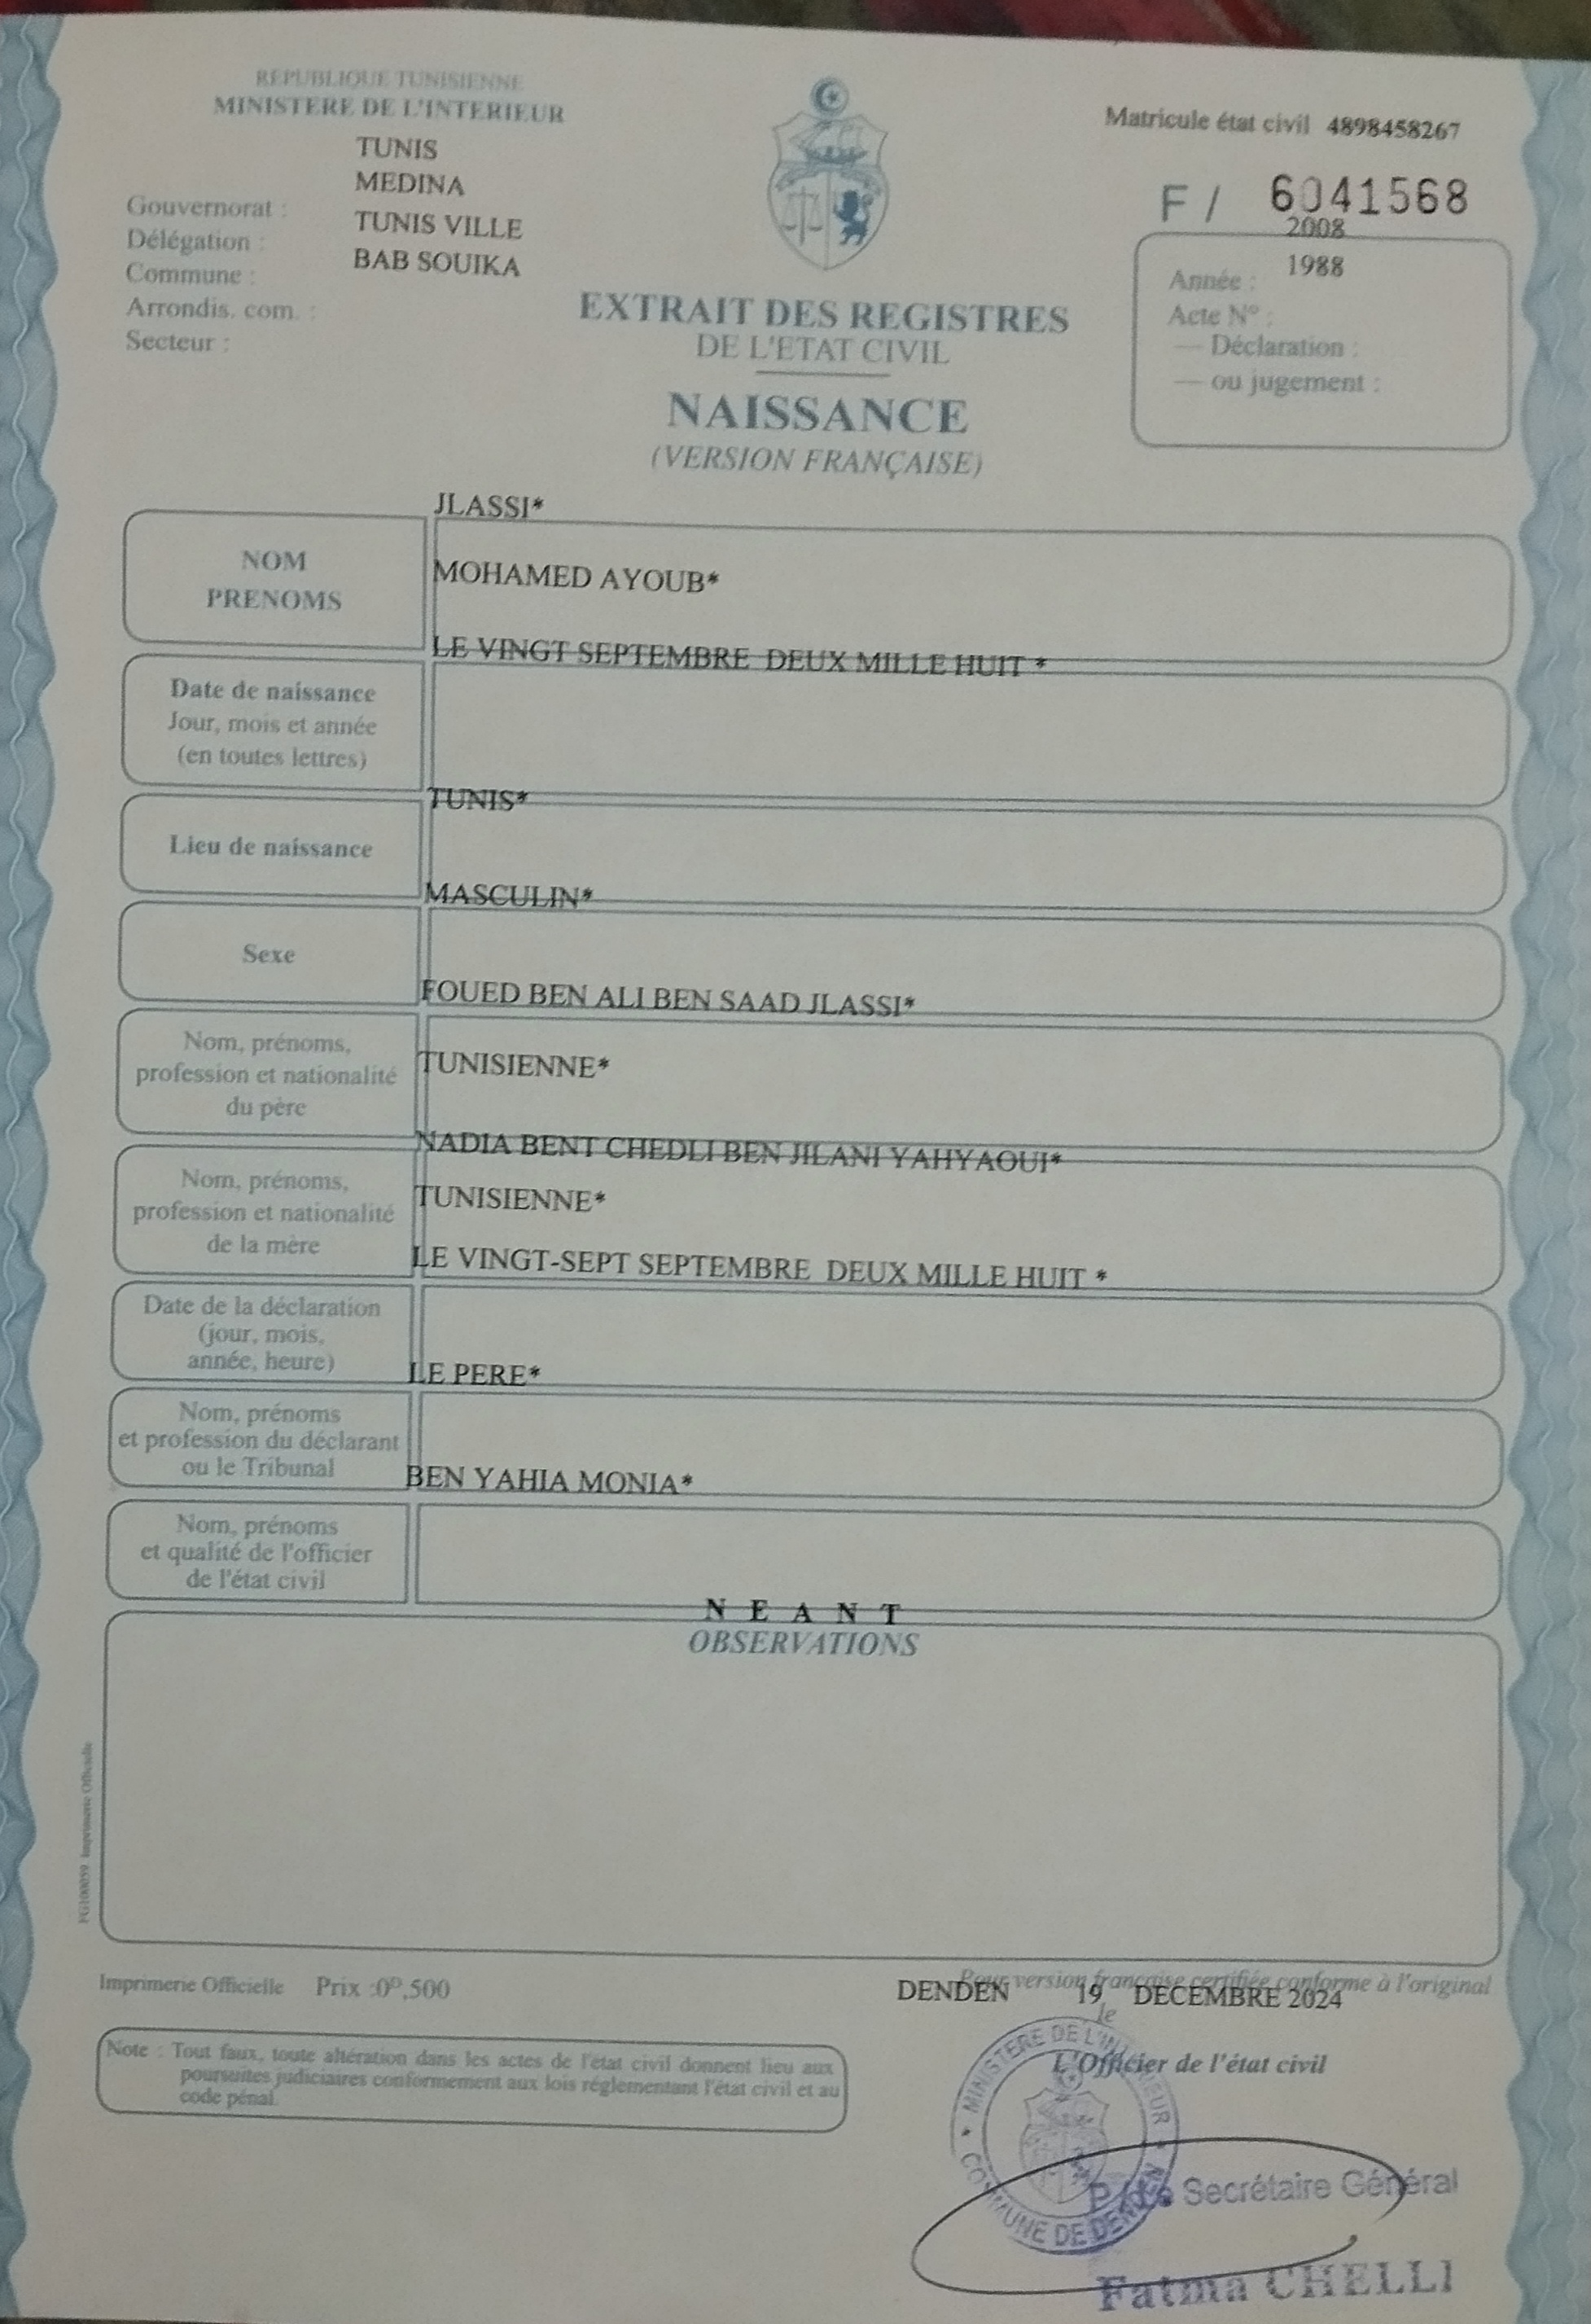 REPUBLIQUE TUNISIENNE
MINISTERE DE L'INTERIEUR
TUNIS
MEDINA
Gouvernorat :
TUNIS VILLE
Délégation :
BAB SOUIKA
Commune :
Arrondis. com. :
Secteur :
Matricule état civil 4898458267
F / 6041568
2008
1988
Année :
Acte N° :
— Déclaration :
— ou jugement :
EXTRAIT DES REGISTRES
DE L'ETAT CIVIL
NAISSANCE
(VERSION FRANÇAISE)
JLASSI*
NOM
PRENOMS
MOHAMED AYOUB*
LE VINGT SEPTEMBRE DEUX MILLE HUIT *
Date de naissance
Jour, mois et année
(en toutes lettres)
TUNIS*
Lieu de naissance
MASCULIN*
Sexe
FOUED BEN ALI BEN SAAD JLASSI*
Nom, prénoms,
profession et nationalité
du père
TUNISIENNE*
NADIA BENT CHEDLI BEN JILANI YAHYAOUI*
Nom, prénoms,
profession et nationalité
de la mère
TUNISIENNE*
LE VINGT-SEPT SEPTEMBRE DEUX MILLE HUIT *
Date de la déclaration
(jour, mois,
année, heure)
LE PERE*
Nom, prénoms
et profession du déclarant
ou le Tribunal
BEN YAHIA MONIA*
Nom, prénoms
et qualité de l'officier
de l'état civil
N E A N T
OBSERVATIONS
FG100059 Imprimerie Officielle
Imprimerie Officielle Prix :0ᴰ,500
Pour version française certifiée conforme à l'original
DENDEN 19 DECEMBRE 2024
le
L'Officier de l'état civil
Note : Tout faux, toute altération dans les actes de l'état civil donnent lieu aux
poursuites judiciaires conformement aux lois réglementant l'état civil et au
code pénal.
* MINISTERE DE L'INTERIEUR *
COMMUNE DE DENDEN
Secrétaire Général
Fatma CHELLI